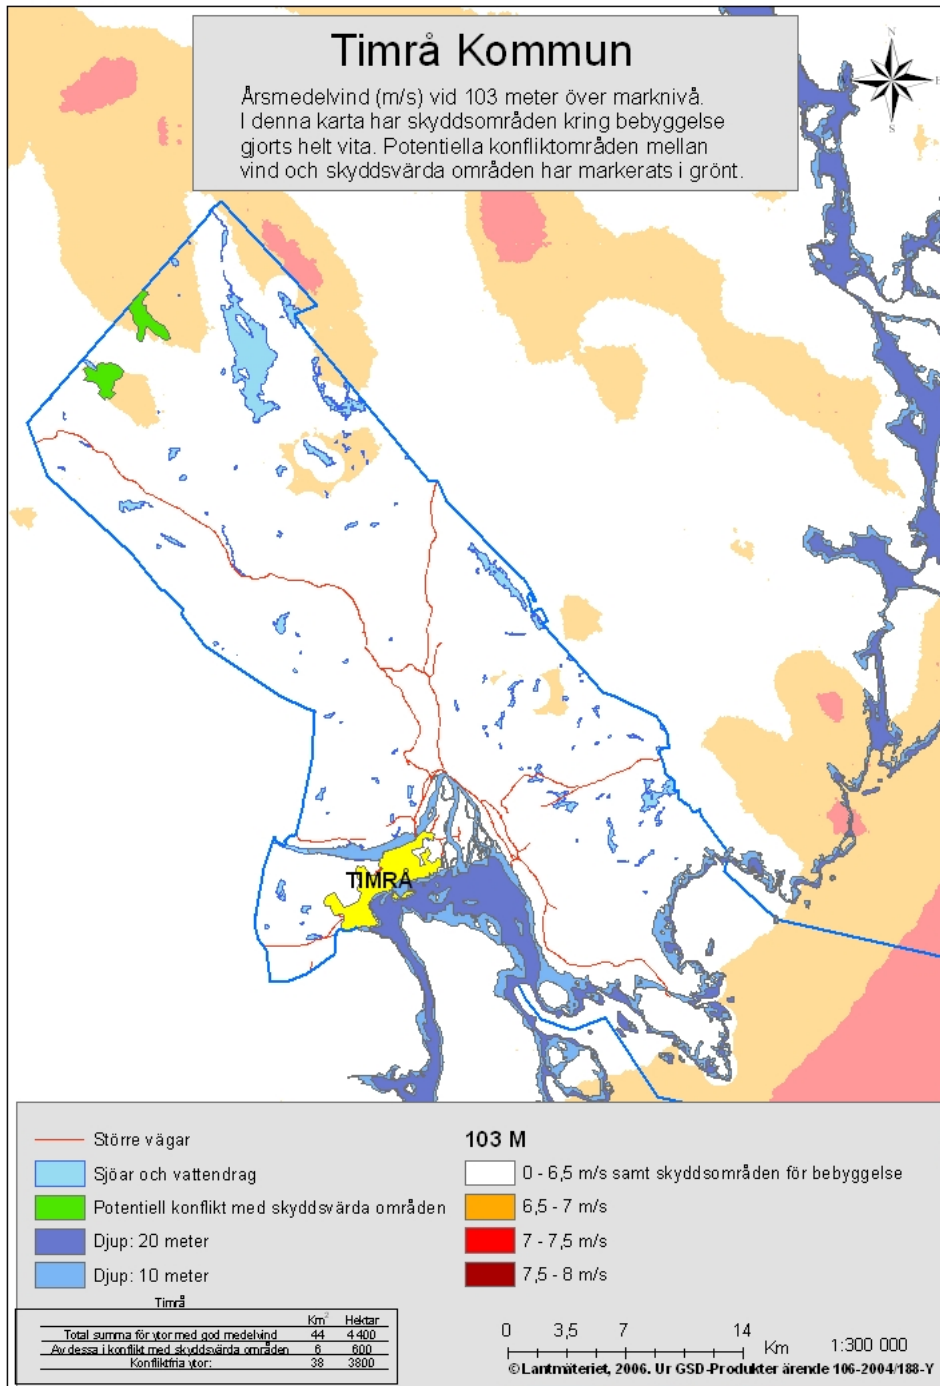 Timrå Kommun
Årsmedelvind (m/s) vid 103 meter över marknivå.
I denna karta har skyddsområden kring bebyggelse
gjorts helt vita. Potentiella konfliktområden mellan
vind och skyddsvärda områden har markerats i grönt.
N
E
S
TIMRÅ
Större vägar
Sjöar och vattendrag
Potentiell konflikt med skyddsvärda områden
Djup: 20 meter
Djup: 10 meter
103 M
0 - 6,5 m/s samt skyddsområden för bebyggelse
6,5 - 7 m/s
7 - 7,5 m/s
7,5 - 8 m/s
Timrå
Km² Hektar
Total summa för ytor med god medelvind 44 4 400
Av dessa i konflikt med skyddsvärda områden 6 600
Konfliktfria ytor: 38 3800
0 3,5 7 14
Km 1:300 000
©Lantmäteriet, 2006. Ur GSD-Produkter ärende 106-2004/188-Y